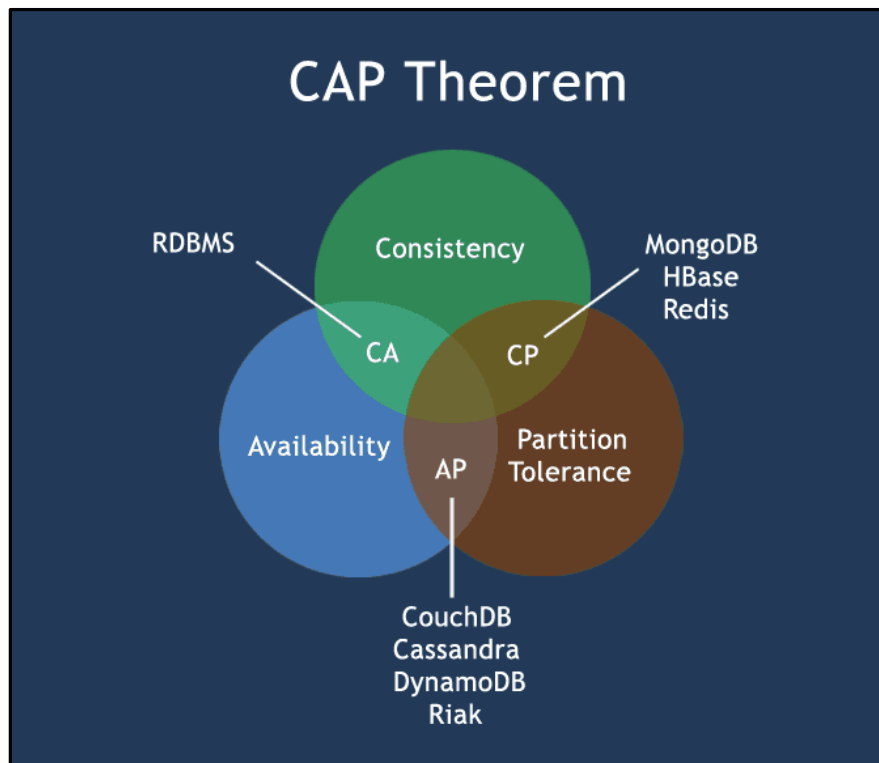 CAP Theorem
RDBMS
Consistency
MongoDB
HBase
Redis
CA
CP
Availability
Partition
Tolerance
AP
CouchDB
Cassandra
DynamoDB
Riak